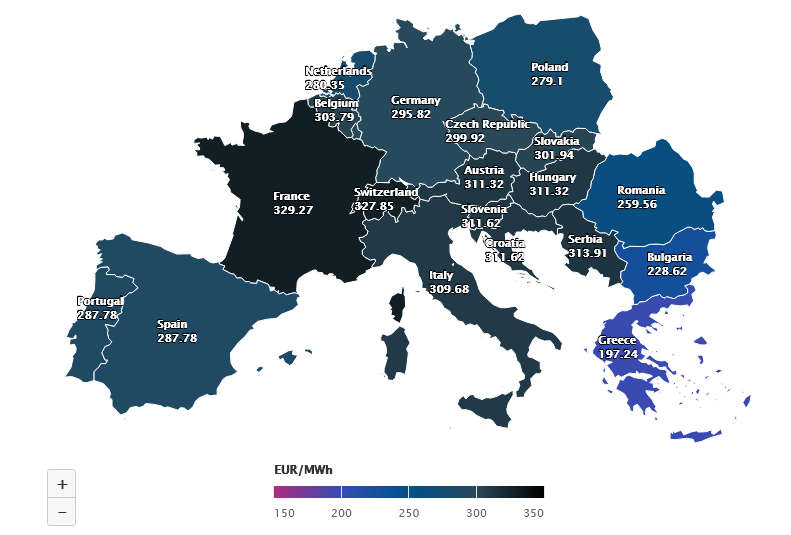 Poland
279.1
Netherlands
280.35
Belgium
303.79
Germany
295.82
Czech Republic
299.92
Slovakia
301.94
Austria
311.32
Hungary
311.32
France
329.27
Switzerland
327.85
Romania
259.56
Slovenia
311.62
Croatia
311.62
Serbia
313.91
Bulgaria
228.62
Italy
309.68
Portugal
287.78
Spain
287.78
Greece
197.24
EUR/MWh
150 200 250 300 350
+
−